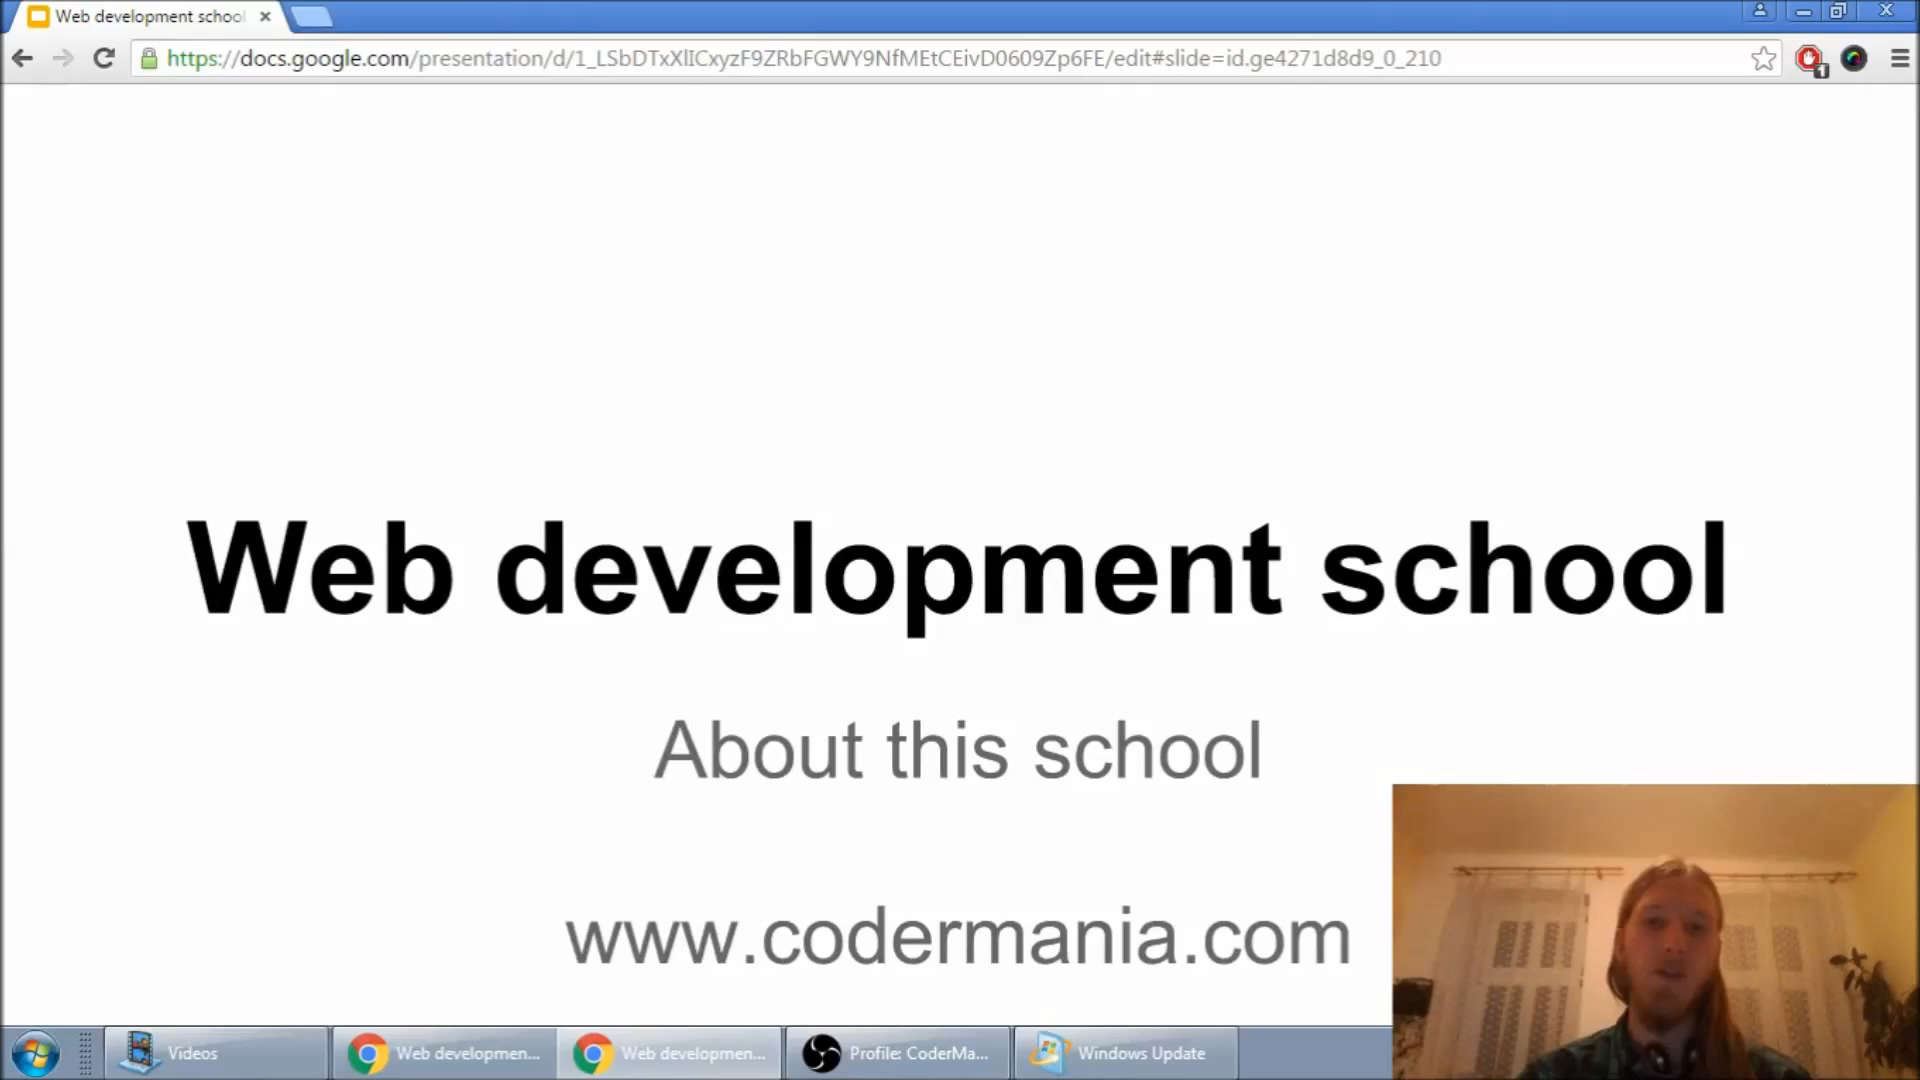 Web development school
https://docs.google.com/presentation/d/1_LSbDTxXlICxyzF9ZRbFGWY9NfMEtCEivD0609Zp6FE/edit#slide=id.ge4271d8d9_0_210
1
Web development school
About this school
www.codermania.com
Videos
Web developmen...
Web developmen...
Profile: CoderMa...
Windows Update